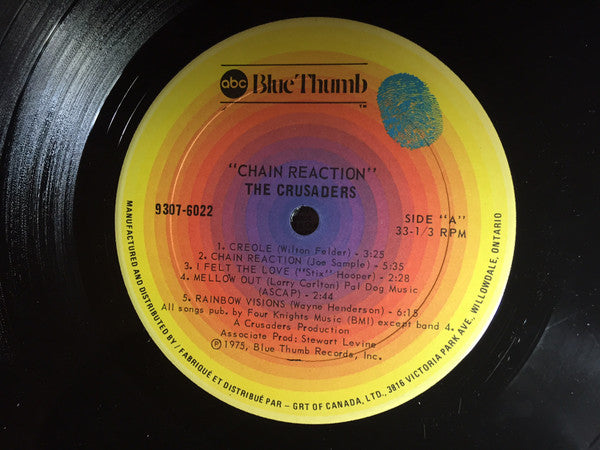 abc Blue Thumb
TM
"CHAIN REACTION"
THE CRUSADERS
9307-6022
SIDE "A"
33-1/3 RPM
1. CREOLE (Wilton Felder) - 3:25
2. CHAIN REACTION (Joe Sample) - 5:35
3. I FELT THE LOVE ("Stix" Hooper) - 3:28
4. MELLOW OUT (Larry Carlton) Pal Dog Music
(ASCAP) - 2:44
5. RAINBOW VISIONS (Wayne Henderson) - 6:15
All songs pub. by Four Knights Music (BMI) except band 4.
A Crusaders Production
Associate Prod: Stewart Levine
℗ 1975, Blue Thumb Records, Inc.
MANUFACTURED AND DISTRIBUTED BY / FABRIQUÉ ET DISTRIBUÉ PAR – GRT OF CANADA, LTD., 3816 VICTORIA PARK AVE., WILLOWDALE, ONTARIO